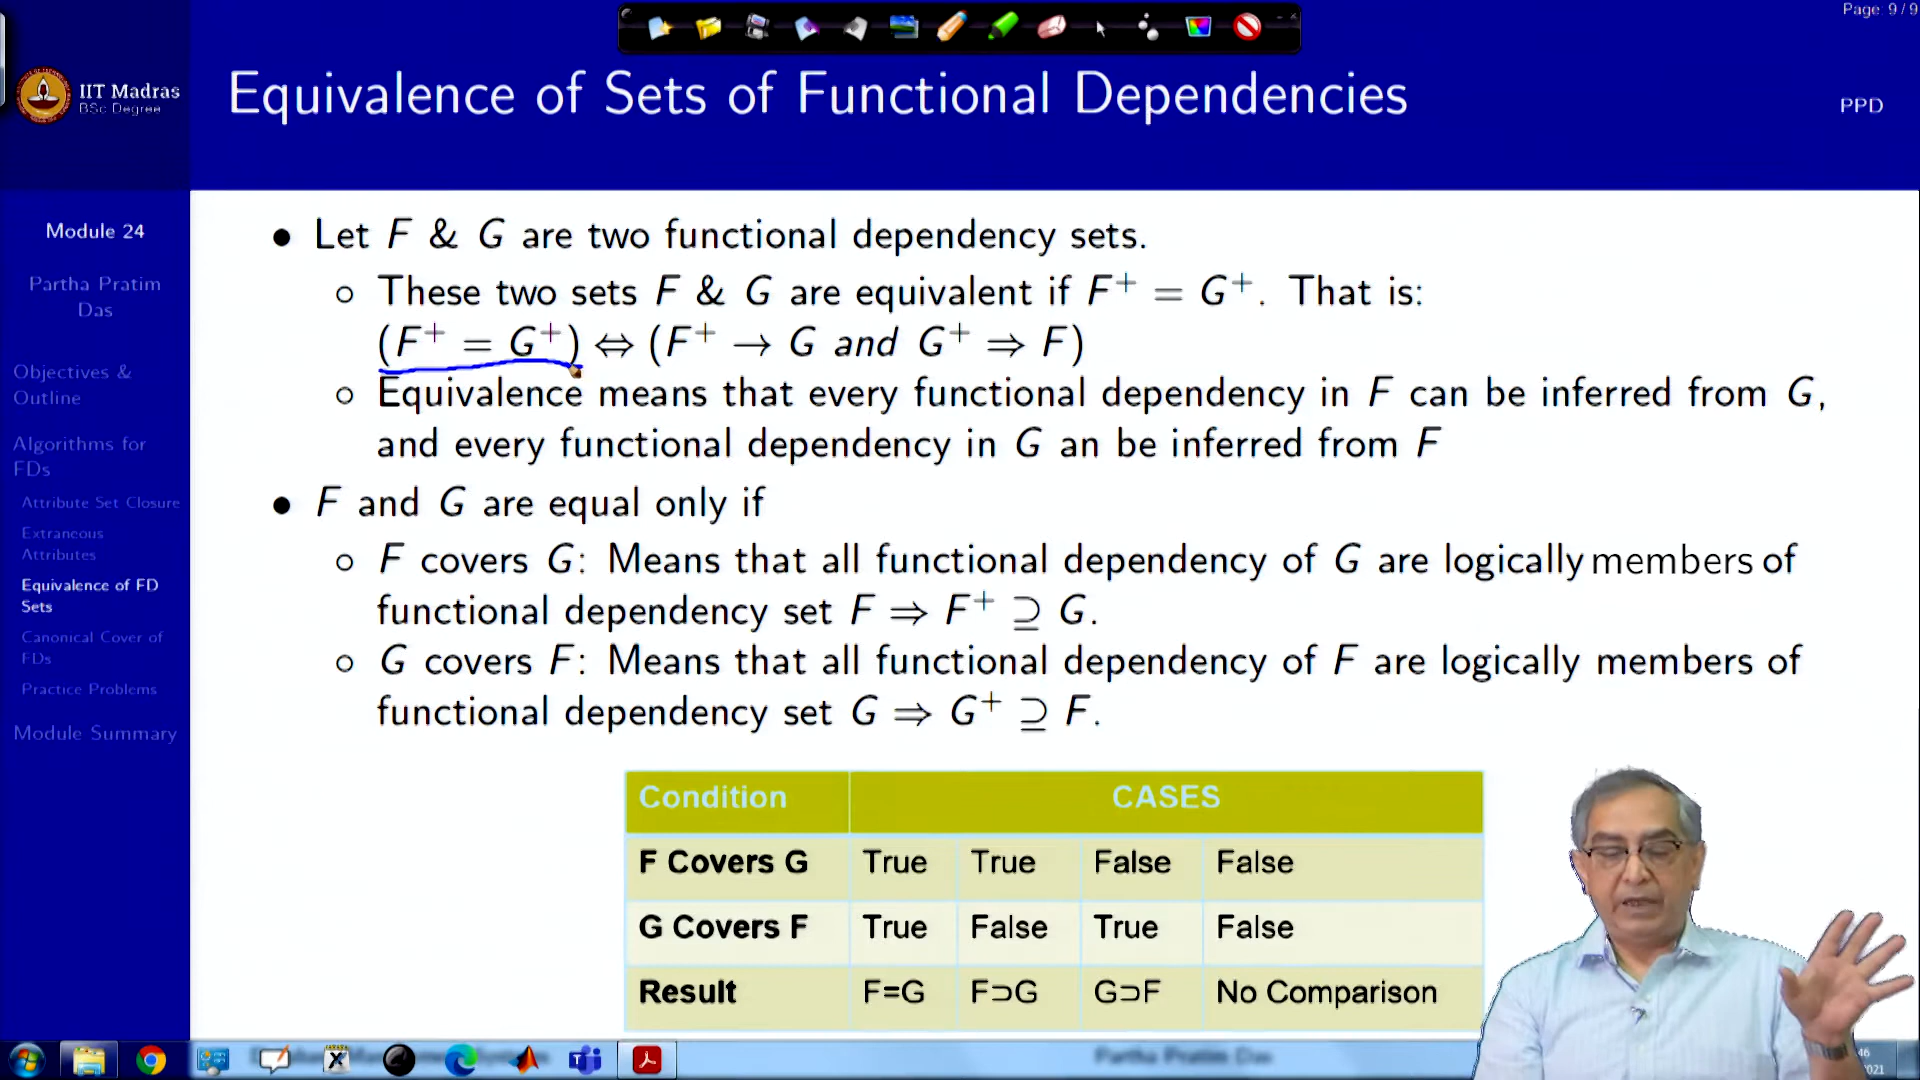 Page: 9 / 9
IIT Madras
BSc Degree
Equivalence of Sets of Functional Dependencies
PPD
Module 24
Partha Pratim
Das
Objectives &
Outline
Algorithms for
FDs
Attribute Set Closure
Extraneous
Attributes
Equivalence of FD
Sets
Canonical Cover of
FDs
Practice Problems
Module Summary
• Let F & G are two functional dependency sets.
○ These two sets F & G are equivalent if F⁺ = G⁺. That is:
(F⁺ = G⁺) ⇔ (F⁺ → G and G⁺ ⇒ F)
○ Equivalence means that every functional dependency in F can be inferred from G,
and every functional dependency in G an be inferred from F
• F and G are equal only if
○ F covers G: Means that all functional dependency of G are logically members of
functional dependency set F ⇒ F⁺ ⊇ G.
○ G covers F: Means that all functional dependency of F are logically members of
functional dependency set G ⇒ G⁺ ⊇ F.
Condition CASES
F Covers G True True False False
G Covers F True False True False
Result F=G F⊃G G⊃F No Comparison
Partha Pratim Das
46
2021